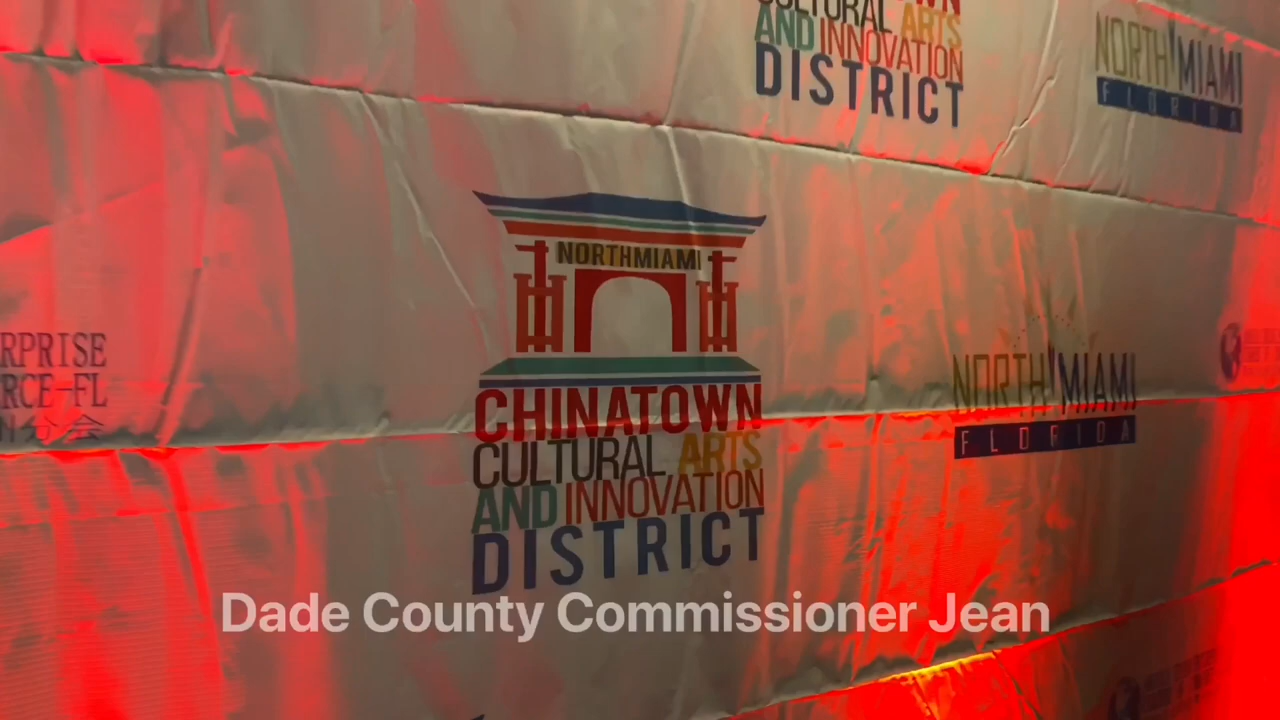 CULTURAL ARTS
AND INNOVATION
DISTRICT
NORTH MIAMI
FLORIDA
NORTHMIAMI
CHINATOWN
CULTURAL ARTS
AND INNOVATION
DISTRICT
NORTH MIAMI
FLORIDA
RPRISE
RCE-FL
分会
Dade County Commissioner Jean